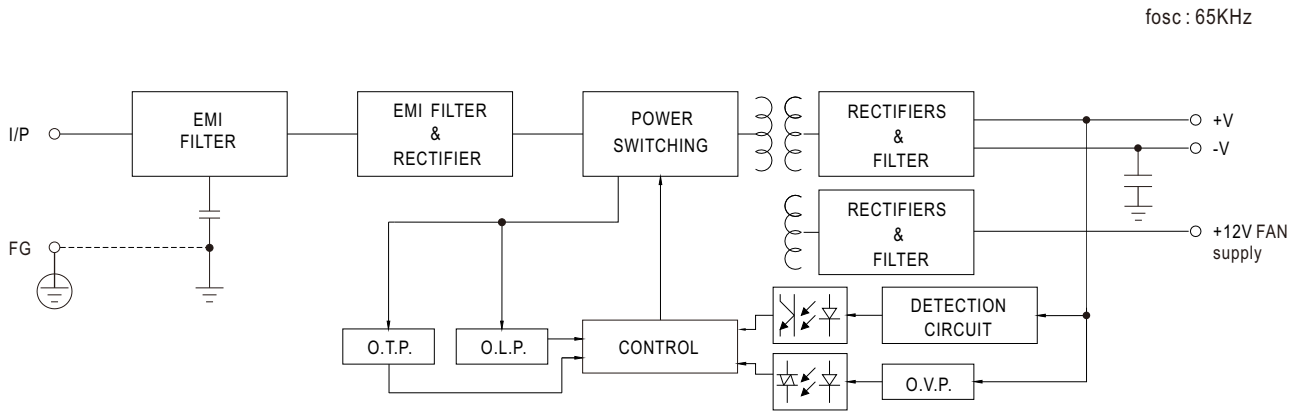 fosc : 65KHz
I/P
EMI
FILTER
EMI FILTER
&
RECTIFIER
POWER
SWITCHING
RECTIFIERS
&
FILTER
+V
-V
RECTIFIERS
&
FILTER
+12V FAN
supply
FG
O.T.P.
O.L.P.
CONTROL
DETECTION
CIRCUIT
O.V.P.